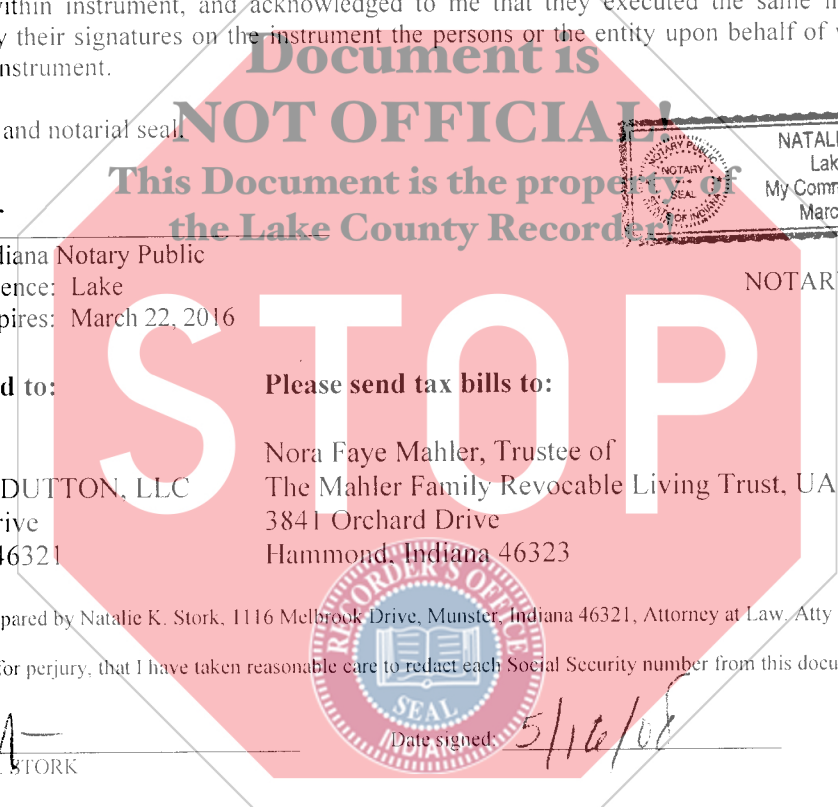 within instrument, and acknowledged to me that they executed the same
y their signatures on the instrument the persons or the entity upon behalf of
nstrument.
Document is
NOT OFFICIAL!
This Document is the property of
the Lake County Recorder!
and notarial seal.
NOTARY PUBLIC
NOTARY
SEAL
OF INDIANA
NATALI
Lak
My Comm
Marc
diana Notary Public
ence: Lake
pires: March 22, 2016
NOTAR
STOP
d to:
Please send tax bills to:
Nora Faye Mahler, Trustee of
DUTTON, LLC
The Mahler Family Revocable Living Trust, UA
rive
3841 Orchard Drive
46321
Hammond, Indiana 46323
pared by Natalie K. Stork, 1116 Melbrook Drive, Munster, Indiana 46321, Attorney at Law, Atty
for perjury, that I have taken reasonable care to redact each Social Security number from this docu
RECORDER'S OFFICE
SEAL
INDIANA
Date signed: 5/16/08
STORK